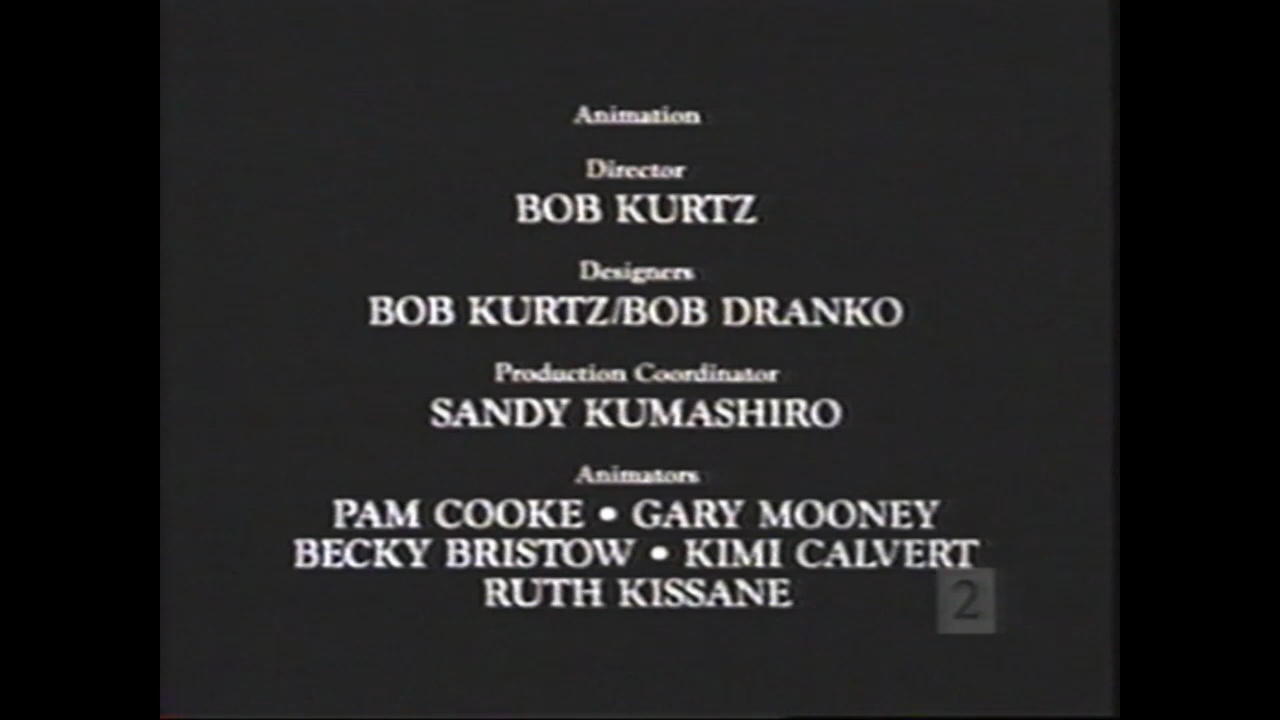 Animation
Director
BOB KURTZ
Designers
BOB KURTZ/BOB DRANKO
Production Coordinator
SANDY KUMASHIRO
Animators
PAM COOKE • GARY MOONEY
BECKY BRISTOW • KIMI CALVERT
RUTH KISSANE
2